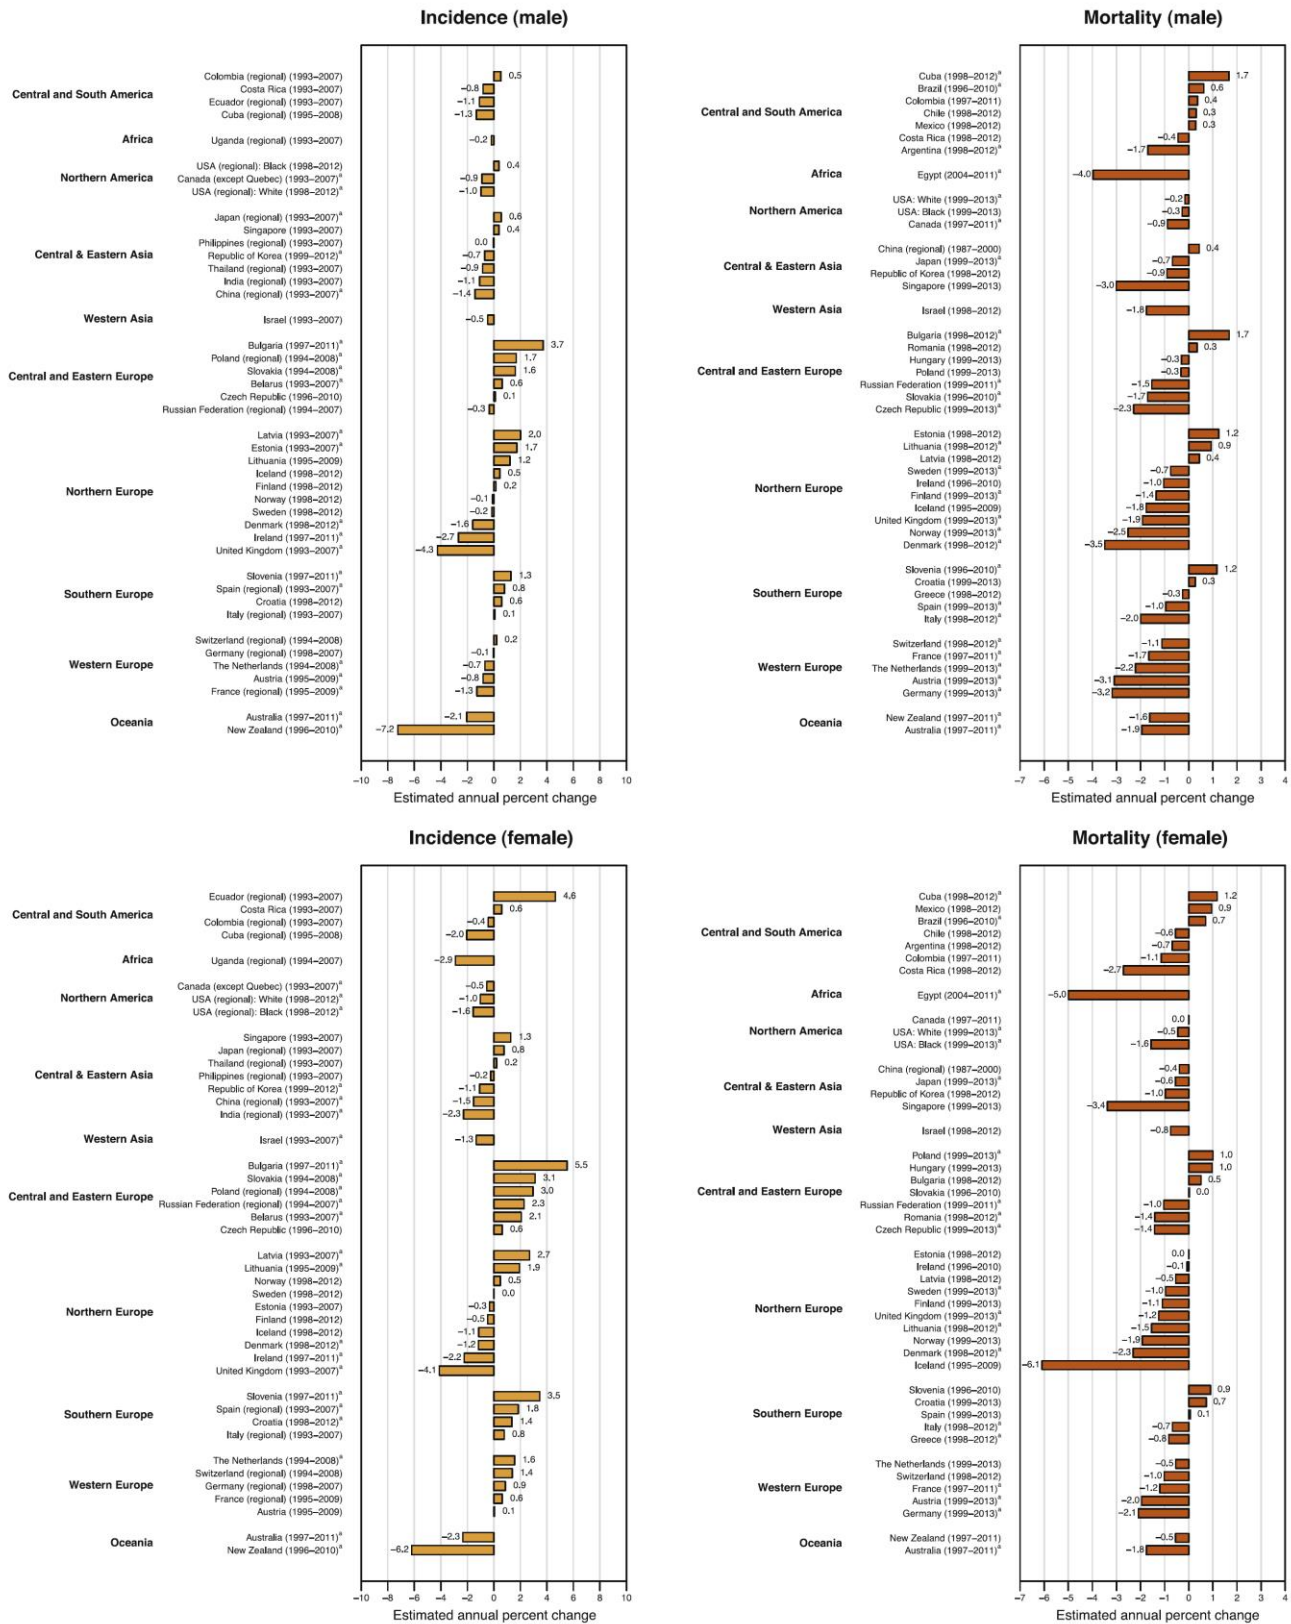 Incidence (male)
Central and South America
Colombia (regional) (1993–2007) 0.5
Costa Rica (1993–2007) −0.8
Ecuador (regional) (1993–2007) −1.1
Cuba (regional) (1995–2008) −1.3
Africa
Uganda (regional) (1993–2007) −0.2
Northern America
USA (regional): Black (1998–2012) 0.4
Canada (except Quebec) (1993–2007)ᵃ −0.9
USA (regional): White (1998–2012)ᵃ −1.0
Central & Eastern Asia
Japan (regional) (1993–2007)ᵃ 0.6
Singapore (1993–2007) 0.4
Philippines (regional) (1993–2007) 0.0
Republic of Korea (1999–2012)ᵃ −0.7
Thailand (regional) (1993–2007) −0.9
India (regional) (1993–2007) −1.1
China (regional) (1993–2007)ᵃ −1.4
Western Asia
Israel (1993–2007) −0.5
Central and Eastern Europe
Bulgaria (1997–2011)ᵃ 3.7
Poland (regional) (1994–2008)ᵃ 1.7
Slovakia (1994–2008)ᵃ 1.6
Belarus (1993–2007)ᵃ 0.6
Czech Republic (1996–2010) 0.1
Russian Federation (regional) (1994–2007) −0.3
Northern Europe
Latvia (1993–2007)ᵃ 2.0
Estonia (1993–2007)ᵃ 1.7
Lithuania (1995–2009) 1.2
Iceland (1998–2012) 0.5
Finland (1998–2012) 0.2
Norway (1998–2012) −0.1
Sweden (1998–2012) −0.2
Denmark (1998–2012)ᵃ −1.6
Ireland (1997–2011)ᵃ −2.7
United Kingdom (1993–2007)ᵃ −4.3
Southern Europe
Slovenia (1997–2011)ᵃ 1.3
Spain (regional) (1993–2007)ᵃ 0.8
Croatia (1998–2012) 0.6
Italy (regional) (1993–2007) 0.1
Western Europe
Switzerland (regional) (1994–2008) 0.2
Germany (regional) (1998–2007) −0.1
The Netherlands (1994–2008)ᵃ −0.7
Austria (1995–2009)ᵃ −0.8
France (regional) (1995–2009)ᵃ −1.3
Oceania
Australia (1997–2011)ᵃ −2.1
New Zealand (1996–2010)ᵃ −7.2
−10 −8 −6 −4 −2 0 2 4 6 8 10
Estimated annual percent change
Mortality (male)
Central and South America
Cuba (1998–2012)ᵃ 1.7
Brazil (1996–2010)ᵃ 0.6
Colombia (1997–2011) 0.4
Chile (1998–2012) 0.3
Mexico (1998–2012) 0.3
Costa Rica (1998–2012) −0.4
Argentina (1998–2012)ᵃ −1.7
Africa
Egypt (2004–2011)ᵃ −4.0
Northern America
USA: White (1999–2013)ᵃ −0.2
USA: Black (1999–2013) −0.3
Canada (1997–2011)ᵃ −0.9
Central & Eastern Asia
China (regional) (1987–2000) 0.4
Japan (1999–2013)ᵃ −0.7
Republic of Korea (1998–2012) −0.9
Singapore (1999–2013) −3.0
Western Asia
Israel (1998–2012) −1.8
Central and Eastern Europe
Bulgaria (1998–2012)ᵃ 1.7
Romania (1998–2012) 0.3
Hungary (1999–2013) −0.3
Poland (1999–2013) −0.3
Russian Federation (1999–2011)ᵃ −1.5
Slovakia (1996–2010)ᵃ −1.7
Czech Republic (1999–2013)ᵃ −2.3
Northern Europe
Estonia (1998–2012) 1.2
Lithuania (1998–2012)ᵃ 0.9
Latvia (1998–2012) 0.4
Sweden (1999–2013)ᵃ −0.7
Ireland (1996–2010) −1.0
Finland (1999–2013)ᵃ −1.4
Iceland (1995–2009) −1.8
United Kingdom (1999–2013)ᵃ −1.9
Norway (1999–2013)ᵃ −2.5
Denmark (1998–2012)ᵃ −3.5
Southern Europe
Slovenia (1996–2010)ᵃ 1.2
Croatia (1999–2013) 0.3
Greece (1998–2012) −0.3
Spain (1999–2013)ᵃ −1.0
Italy (1998–2012)ᵃ −2.0
Western Europe
Switzerland (1998–2012)ᵃ −1.1
France (1997–2011)ᵃ −1.7
The Netherlands (1999–2013)ᵃ −2.2
Austria (1999–2013)ᵃ −3.1
Germany (1999–2013)ᵃ −3.2
Oceania
New Zealand (1997–2011)ᵃ −1.6
Australia (1997–2011)ᵃ −1.9
−7 −6 −5 −4 −3 −2 −1 0 1 2 3 4
Estimated annual percent change
Incidence (female)
Central and South America
Ecuador (regional) (1993–2007) 4.6
Costa Rica (1993–2007) 0.6
Colombia (regional) (1993–2007) −0.4
Cuba (regional) (1995–2008) −2.0
Africa
Uganda (regional) (1994–2007) −2.9
Northern America
Canada (except Quebec) (1993–2007)ᵃ −0.5
USA (regional): White (1998–2012)ᵃ −1.0
USA (regional): Black (1998–2012)ᵃ −1.6
Central & Eastern Asia
Singapore (1993–2007) 1.3
Japan (regional) (1993–2007) 0.8
Thailand (regional) (1993–2007) 0.2
Philippines (regional) (1993–2007) −0.2
Republic of Korea (1999–2012)ᵃ −1.1
China (regional) (1993–2007)ᵃ −1.5
India (regional) (1993–2007)ᵃ −2.3
Western Asia
Israel (1993–2007)ᵃ −1.3
Central and Eastern Europe
Bulgaria (1997–2011)ᵃ 5.5
Slovakia (1994–2008)ᵃ 3.1
Poland (regional) (1994–2008)ᵃ 3.0
Russian Federation (regional) (1994–2007)ᵃ 2.3
Belarus (1993–2007)ᵃ 2.1
Czech Republic (1996–2010) 0.6
Northern Europe
Latvia (1993–2007)ᵃ 2.7
Lithuania (1995–2009)ᵃ 1.9
Norway (1998–2012) 0.5
Sweden (1998–2012) 0.0
Estonia (1993–2007) −0.3
Finland (1998–2012) −0.5
Iceland (1998–2012) −1.1
Denmark (1998–2012)ᵃ −1.2
Ireland (1997–2011)ᵃ −2.2
United Kingdom (1993–2007)ᵃ −4.1
Southern Europe
Slovenia (1997–2011)ᵃ 3.5
Spain (regional) (1993–2007)ᵃ 1.8
Croatia (1998–2012)ᵃ 1.4
Italy (regional) (1993–2007) 0.8
Western Europe
The Netherlands (1994–2008)ᵃ 1.6
Switzerland (regional) (1994–2008) 1.4
Germany (regional) (1998–2007) 0.9
France (regional) (1995–2009) 0.6
Austria (1995–2009) 0.1
Oceania
Australia (1997–2011)ᵃ −2.3
New Zealand (1996–2010)ᵃ −6.2
−10 −8 −6 −4 −2 0 2 4 6 8 10
Estimated annual percent change
Mortality (female)
Central and South America
Cuba (1998–2012)ᵃ 1.2
Mexico (1998–2012) 0.9
Brazil (1996–2010)ᵃ 0.7
Chile (1998–2012) −0.6
Argentina (1998–2012) −0.7
Colombia (1997–2011) −1.1
Costa Rica (1998–2012) −2.7
Africa
Egypt (2004–2011)ᵃ −5.0
Northern America
Canada (1997–2011) 0.0
USA: White (1999–2013)ᵃ −0.5
USA: Black (1999–2013)ᵃ −1.6
Central & Eastern Asia
China (regional) (1987–2000) −0.4
Japan (1999–2013)ᵃ −0.6
Republic of Korea (1998–2012) −1.0
Singapore (1999–2013) −3.4
Western Asia
Israel (1998–2012) −0.8
Central and Eastern Europe
Poland (1999–2013)ᵃ 1.0
Hungary (1999–2013) 1.0
Bulgaria (1998–2012) 0.5
Slovakia (1996–2010) 0.0
Russian Federation (1999–2011)ᵃ −1.0
Romania (1998–2012)ᵃ −1.4
Czech Republic (1999–2013)ᵃ −1.4
Northern Europe
Estonia (1998–2012) 0.0
Ireland (1996–2010) −0.1
Latvia (1998–2012) −0.5
Sweden (1999–2013)ᵃ −1.0
Finland (1999–2013) −1.1
United Kingdom (1999–2013)ᵃ −1.2
Lithuania (1998–2012)ᵃ −1.5
Norway (1999–2013) −1.9
Denmark (1998–2012)ᵃ −2.3
Iceland (1995–2009) −6.1
Southern Europe
Slovenia (1996–2010) 0.9
Croatia (1999–2013) 0.7
Spain (1999–2013) 0.1
Italy (1998–2012)ᵃ −0.7
Greece (1998–2012)ᵃ −0.8
Western Europe
The Netherlands (1999–2013) −0.5
Switzerland (1998–2012) −1.0
France (1997–2011)ᵃ −1.2
Austria (1999–2013)ᵃ −2.0
Germany (1999–2013)ᵃ −2.1
Oceania
New Zealand (1997–2011) −0.5
Australia (1997–2011)ᵃ −1.8
−7 −6 −5 −4 −3 −2 −1 0 1 2 3 4
Estimated annual percent change